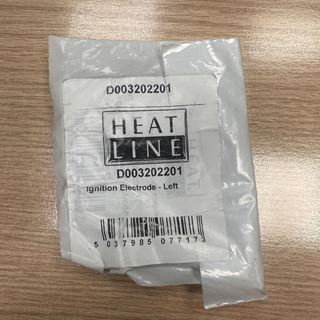 D003202201
HEAT
LINE
D003202201
Ignition Electrode - Left
5 037985 077173